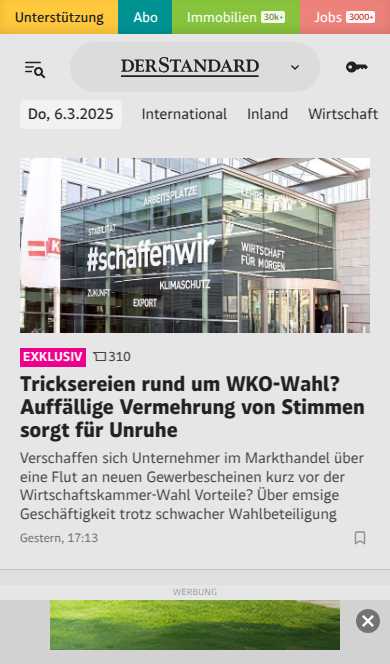 Unterstützung Abo Immobilien 30k+ Jobs 3000+
DERSTANDARD
Do, 6.3.2025 International Inland Wirtschaft
ARBEITSPLÄTZE
STABILITÄT
#schaffenwir
WIRTSCHAFT
FÜR MORGEN
KLIMASCHUTZ
ZUKUNFT
EXPORT
EXKLUSIV 310
Tricksereien rund um WKO-Wahl?
Auffällige Vermehrung von Stimmen
sorgt für Unruhe
Verschaffen sich Unternehmer im Markthandel über
eine Flut an neuen Gewerbescheinen kurz vor der
Wirtschaftskammer-Wahl Vorteile? Über emsige
Geschäftigkeit trotz schwacher Wahlbeteiligung
Gestern, 17:13
WERBUNG